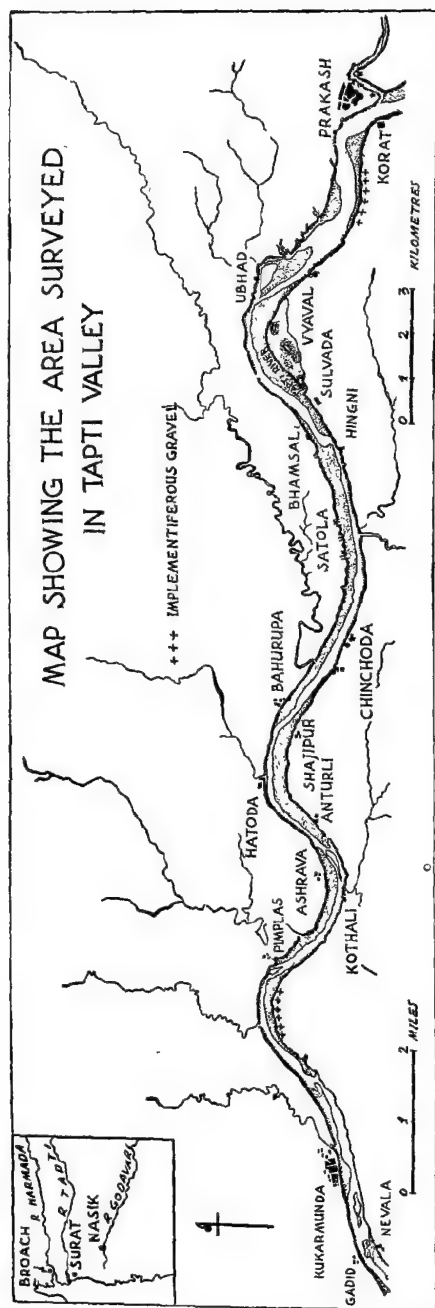 MAP SHOWING THE AREA SURVEYED
IN TAPTI VALLEY
+++ IMPLEMENTIFEROUS GRAVEL
BROACH
R NARMADA
R TAPTI
SURAT
NASIK
R GODAVARI
KUKARMUNDA
GADID
NEVALA
PIMPLAS
ASHRAVA
KOTHALI
HATODA
ANTURLI
SHAJIPUR
BAHURUPA
CHINCHODA
SATOLA
BHAMSAL
HINGNI
SULVADA
RIVER
VYAVAL
UBHAD
PRAKASH
KORAT
0 1 2 MILES
0 1 2 3 KILOMETRES